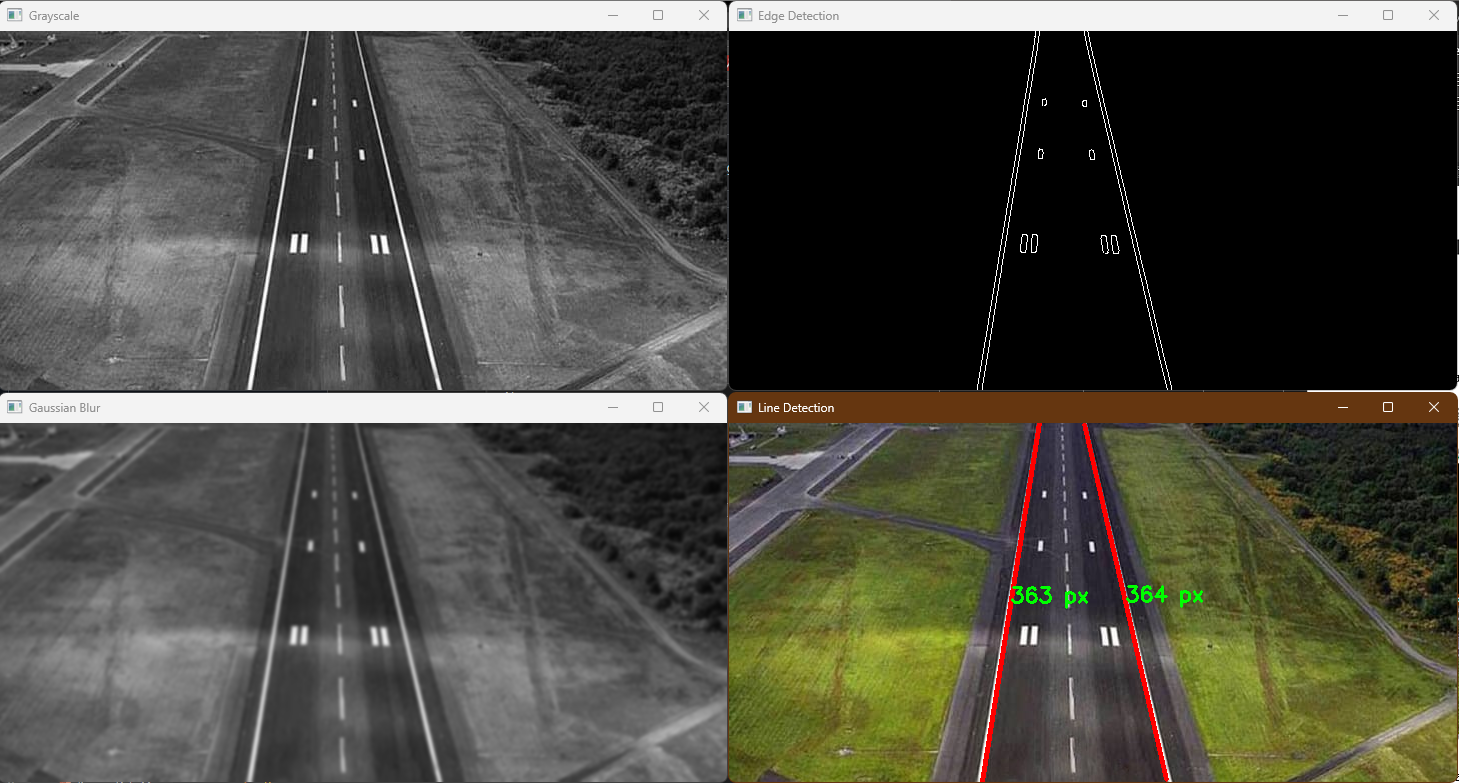 Grayscale
Edge Detection
Gaussian Blur
Line Detection
363 px
364 px